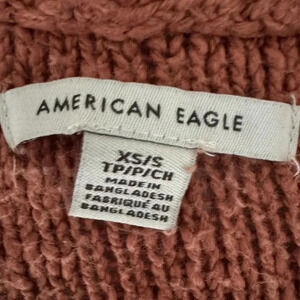 AMERICAN EAGLE
XS/S
TP/P/CH
MADE IN
BANGLADESH
FABRIQUÉ AU
BANGLADESH